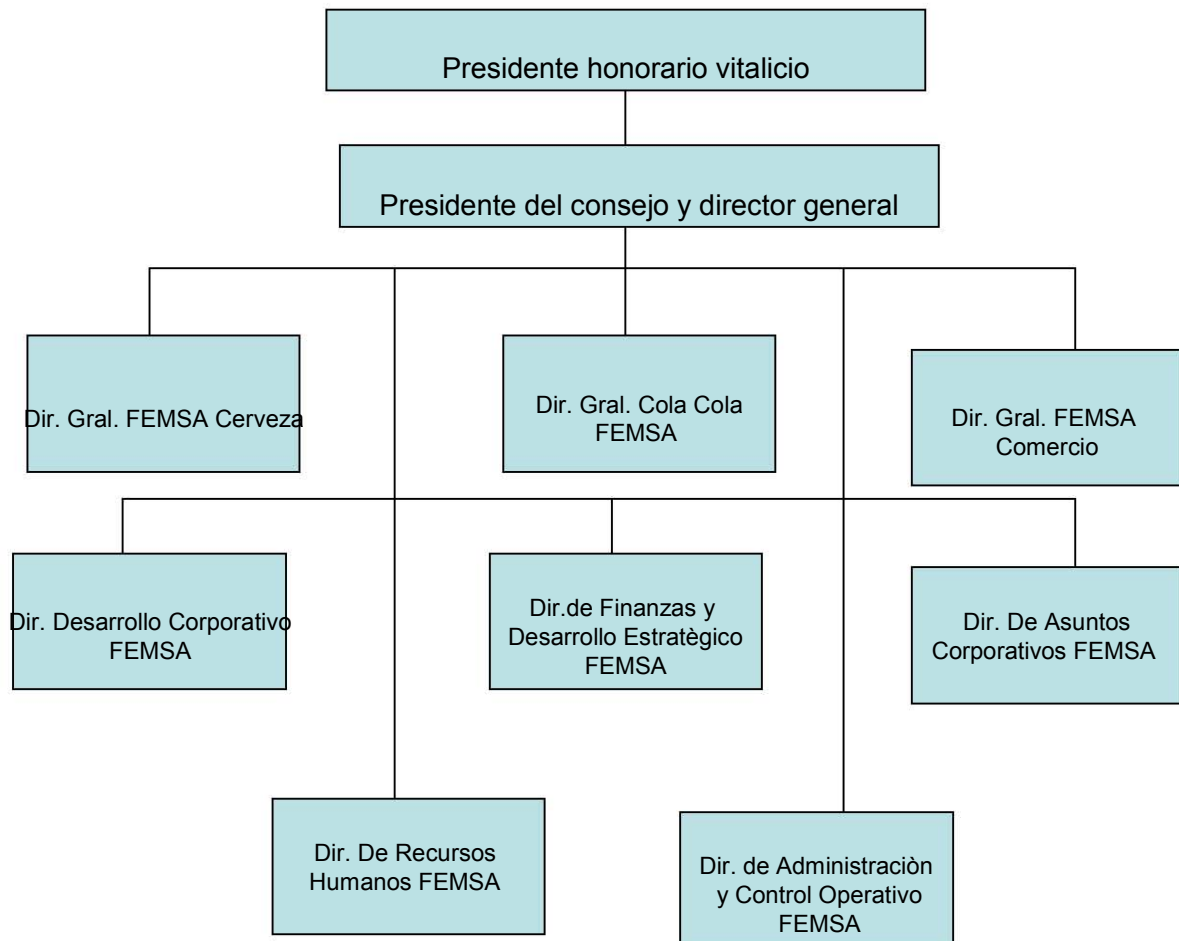 Presidente honorario vitalicio
Presidente del consejo y director general
Dir. Gral. FEMSA Cerveza
Dir. Gral. Cola Cola
FEMSA
Dir. Gral. FEMSA
Comercio
Dir. Desarrollo Corporativo
FEMSA
Dir.de Finanzas y
Desarrollo Estratègico
FEMSA
Dir. De Asuntos
Corporativos FEMSA
Dir. De Recursos
Humanos FEMSA
Dir. de Administraciòn
y Control Operativo
FEMSA